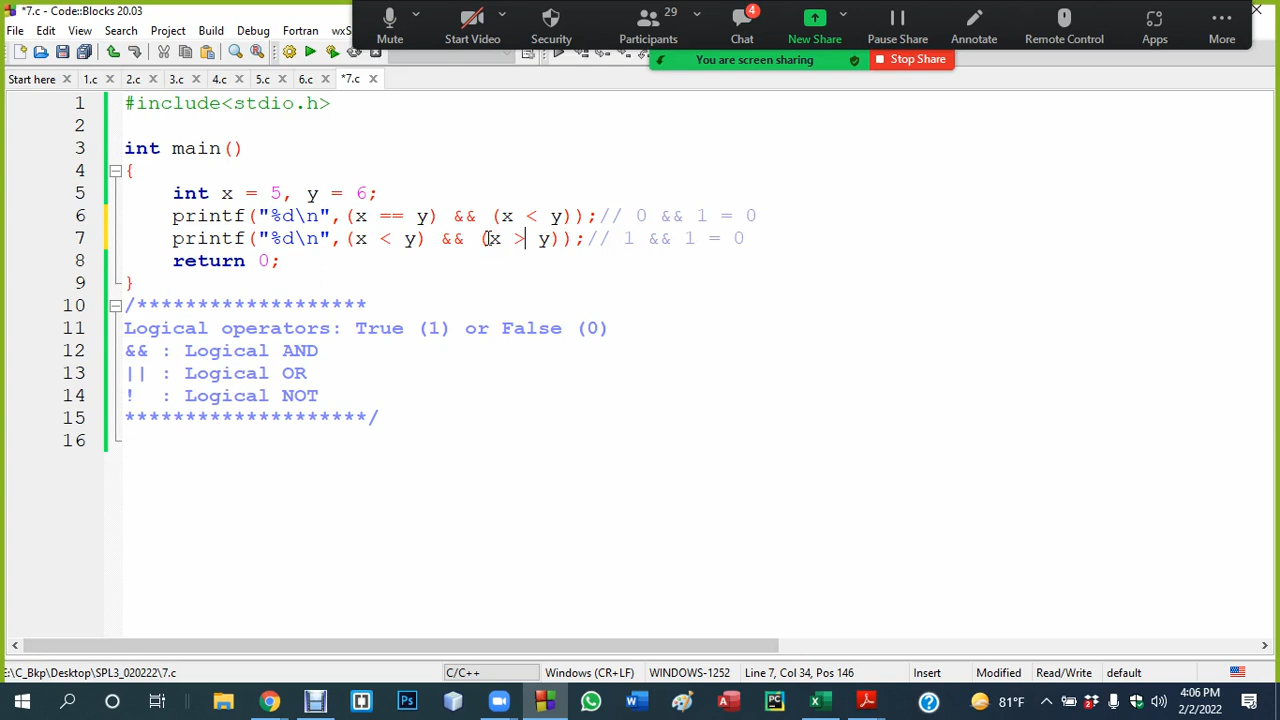 *7.c - Code::Blocks 20.03
File Edit View Search Project Build Debug Fortran wxS
Mute Start Video Security 29 Participants 4 Chat New Share Pause Share Annotate Remote Control Apps More
You are screen sharing Stop Share
Start here 1.c 2.c 3.c 4.c 5.c 6.c *7.c
1 #include<stdio.h>
2
3 int main()
4 {
5 int x = 5, y = 6;
6 printf("%d\n",(x == y) && (x < y));// 0 && 1 = 0
7 printf("%d\n",(x < y) && (x > y));// 1 && 1 = 0
8 return 0;
9 }
10 /*******************
11 Logical operators: True (1) or False (0)
12 && : Logical AND
13 || : Logical OR
14 ! : Logical NOT
15 ********************/
16
E:\C_Bkp\Desktop\SPL3_020222\7.c C/C++ Windows (CR+LF) WINDOWS-1252 Line 7, Col 34, Pos 146 Insert Modified Read/Write default
81°F 4:06 PM
2/2/2022